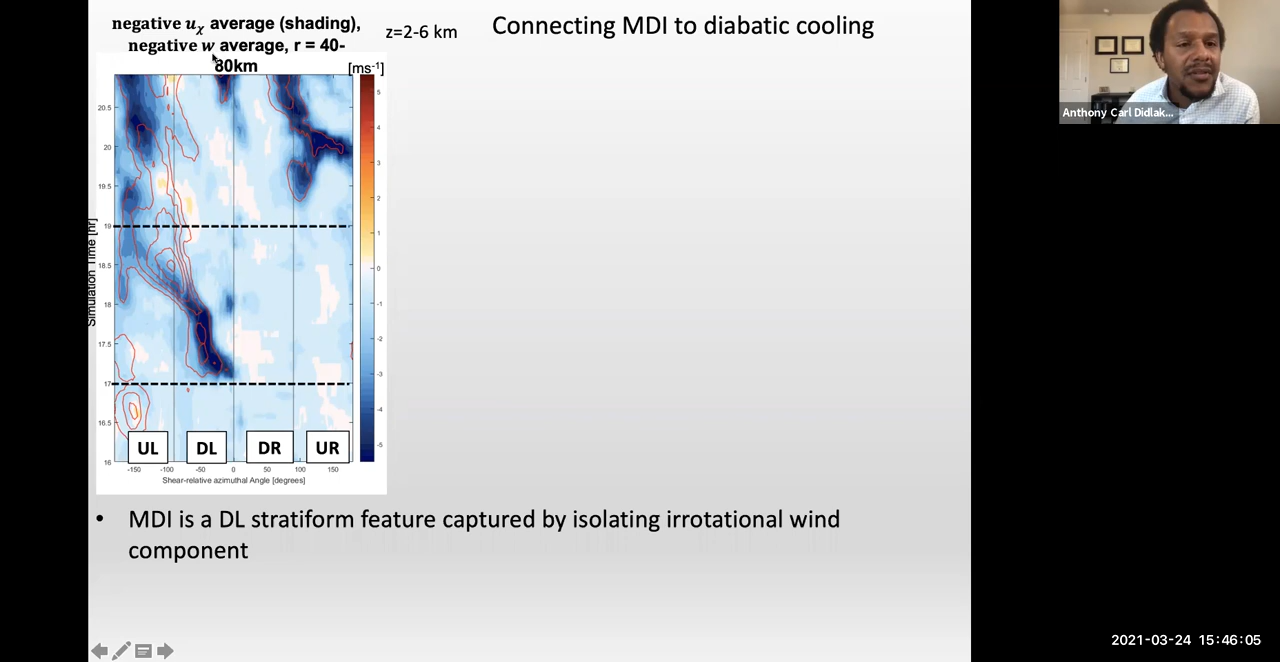 negative uᵪ average (shading),
negative w average, r = 40-
80km
z=2-6 km
Connecting MDI to diabatic cooling
[ms⁻¹]
Simulation Time [hr]
20.5
20
19.5
19
18.5
18
17.5
17
16.5
16
5
4
3
2
1
0
-1
-2
-3
-4
-5
UL
DL
DR
UR
-150 -100 -50 0 50 100 150
Shear-relative azimuthal Angle [degrees]
• MDI is a DL stratiform feature captured by isolating irrotational wind
component
Anthony Carl Didlak...
2021-03-24 15:46:05